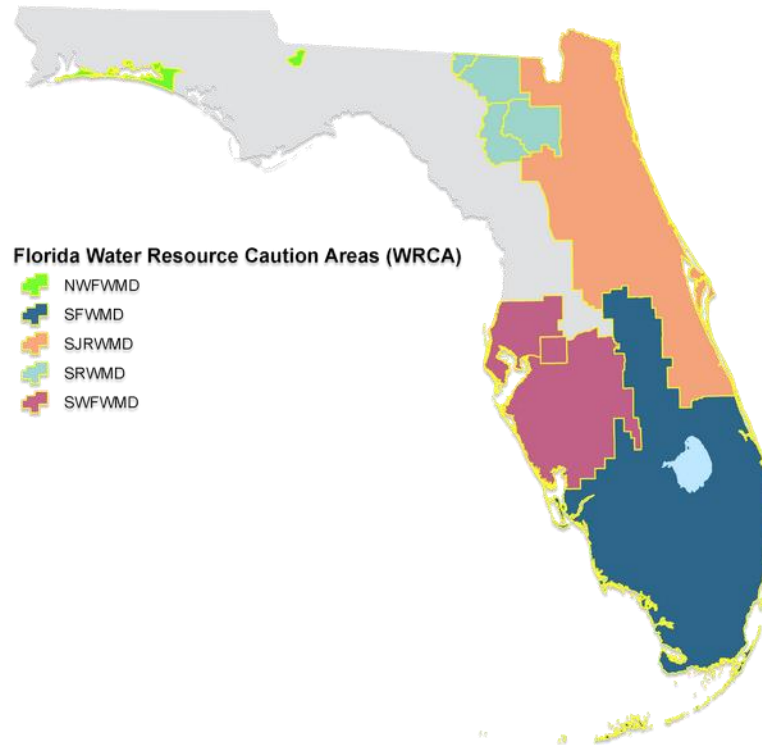 Florida Water Resource Caution Areas (WRCA)
NWFWMD
SFWMD
SJRWMD
SRWMD
SWFWMD